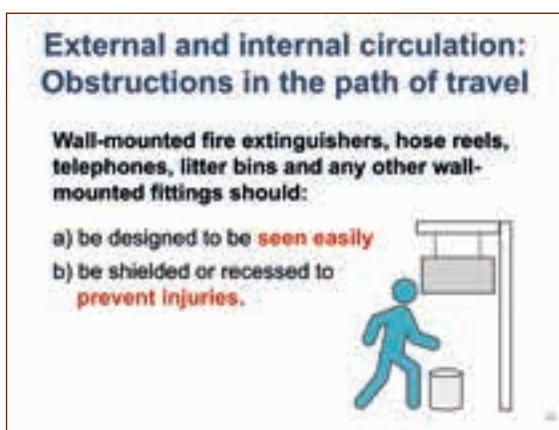 External and internal circulation:
Obstructions in the path of travel
Wall-mounted fire extinguishers, hose reels,
telephones, litter bins and any other wall-
mounted fittings should:
a) be designed to be seen easily
b) be shielded or recessed to
prevent injuries.